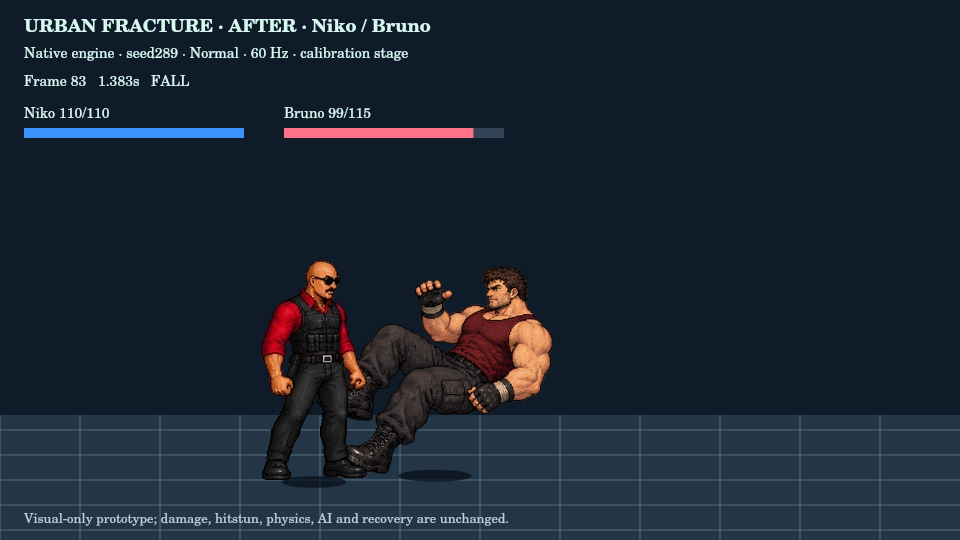 URBAN FRACTURE · AFTER · Niko / Bruno
Native engine · seed289 · Normal · 60 Hz · calibration stage
Frame 83   1.383s   FALL
Niko 110/110   Bruno 99/115
Visual-only prototype; damage, hitstun, physics, AI and recovery are unchanged.